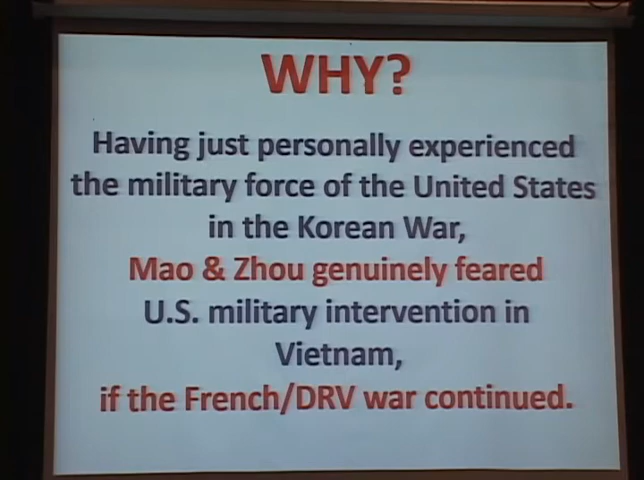 WHY?
Having just personally experienced
the military force of the United States
in the Korean War,
Mao & Zhou genuinely feared
U.S. military intervention in
Vietnam,
if the French/DRV war continued.